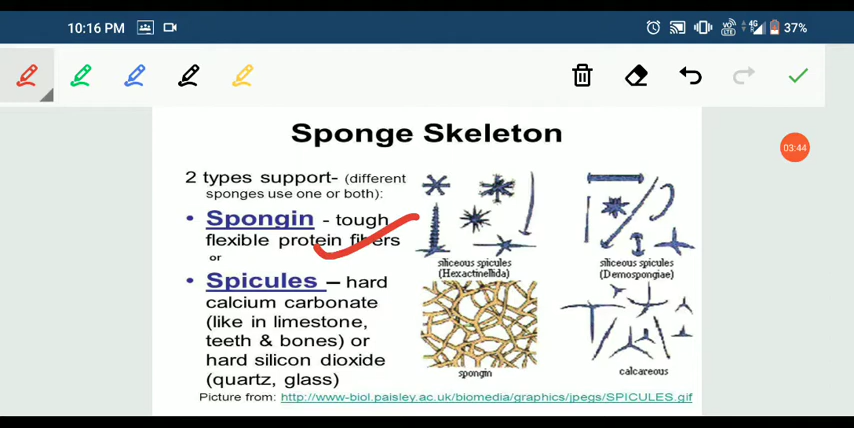 10:16 PM
4G
37%
03:44
Sponge Skeleton
2 types support- (different
sponges use one or both):
• Spongin - tough
flexible protein fibers
or
• Spicules – hard
calcium carbonate
(like in limestone,
teeth & bones) or
hard silicon dioxide
(quartz, glass)
siliceous spicules
(Hexactinellida)
siliceous spicules
(Demospongiae)
spongin
calcareous
Picture from: http://www-biol.paisley.ac.uk/biomedia/graphics/jpegs/SPICULES.gif